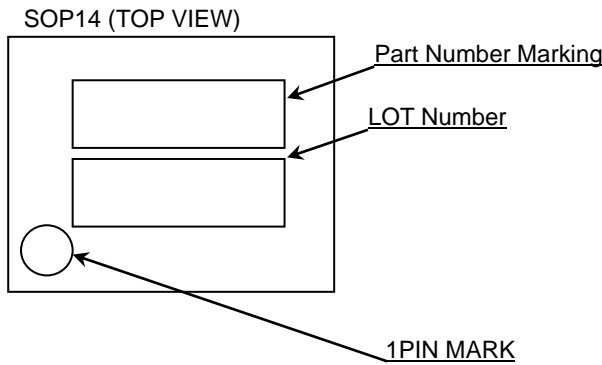 SOP14 (TOP VIEW)
Part Number Marking
LOT Number
1PIN MARK